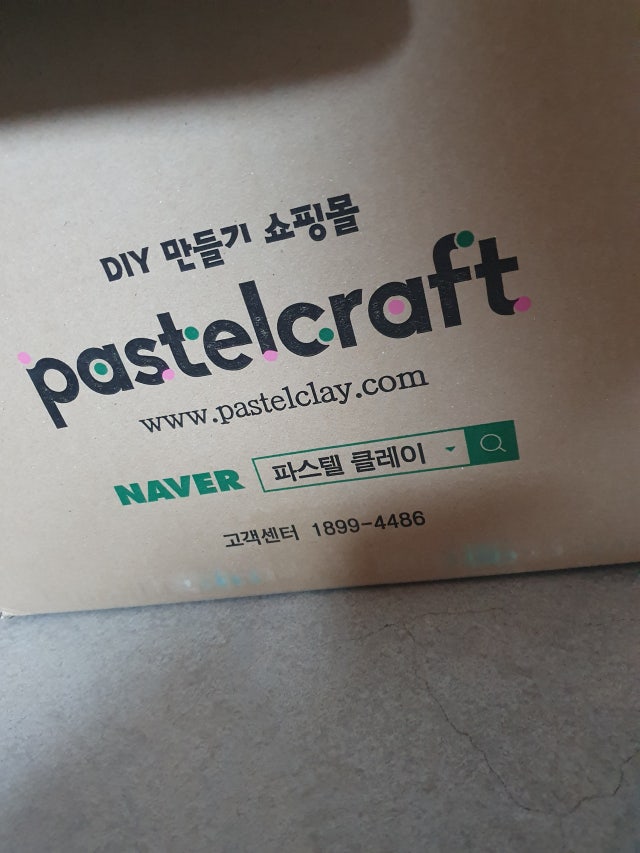 DIY 만들기 쇼핑몰
pastelcraft
www.pastelclay.com
NAVER 파스텔 클레이
고객센터 1899-4486